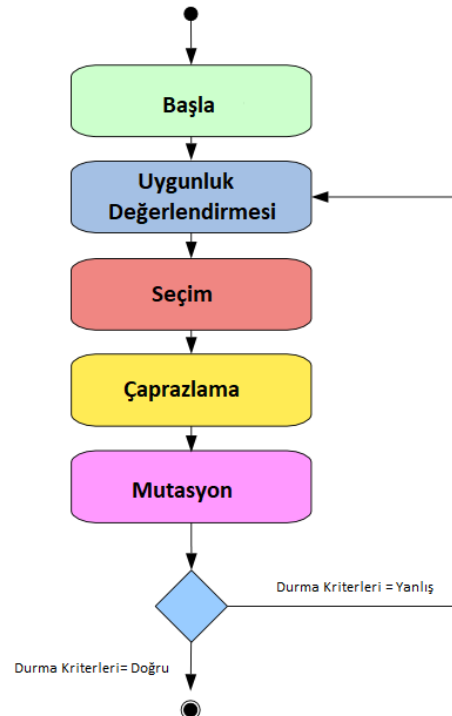 Başla
Uygunluk
Değerlendirmesi
Seçim
Çaprazlama
Mutasyon
Durma Kriterleri = Yanlış
Durma Kriterleri= Doğru